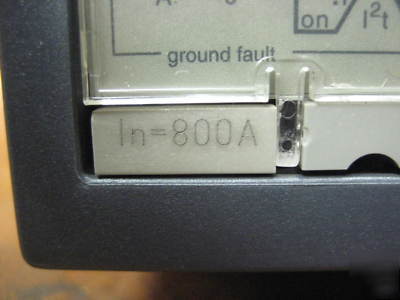 on I²t
ground fault
In=800A